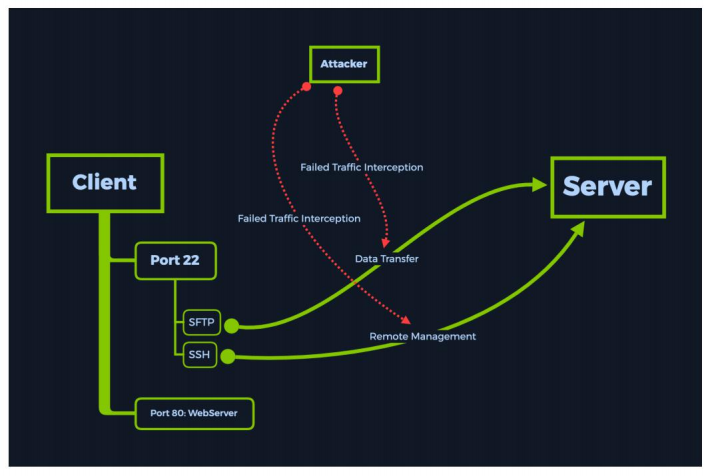 Attacker
Failed Traffic Interception
Client
Server
Failed Traffic Interception
Port 22
Data Transfer
SFTP
Remote Management
SSH
Port 80: WebServer